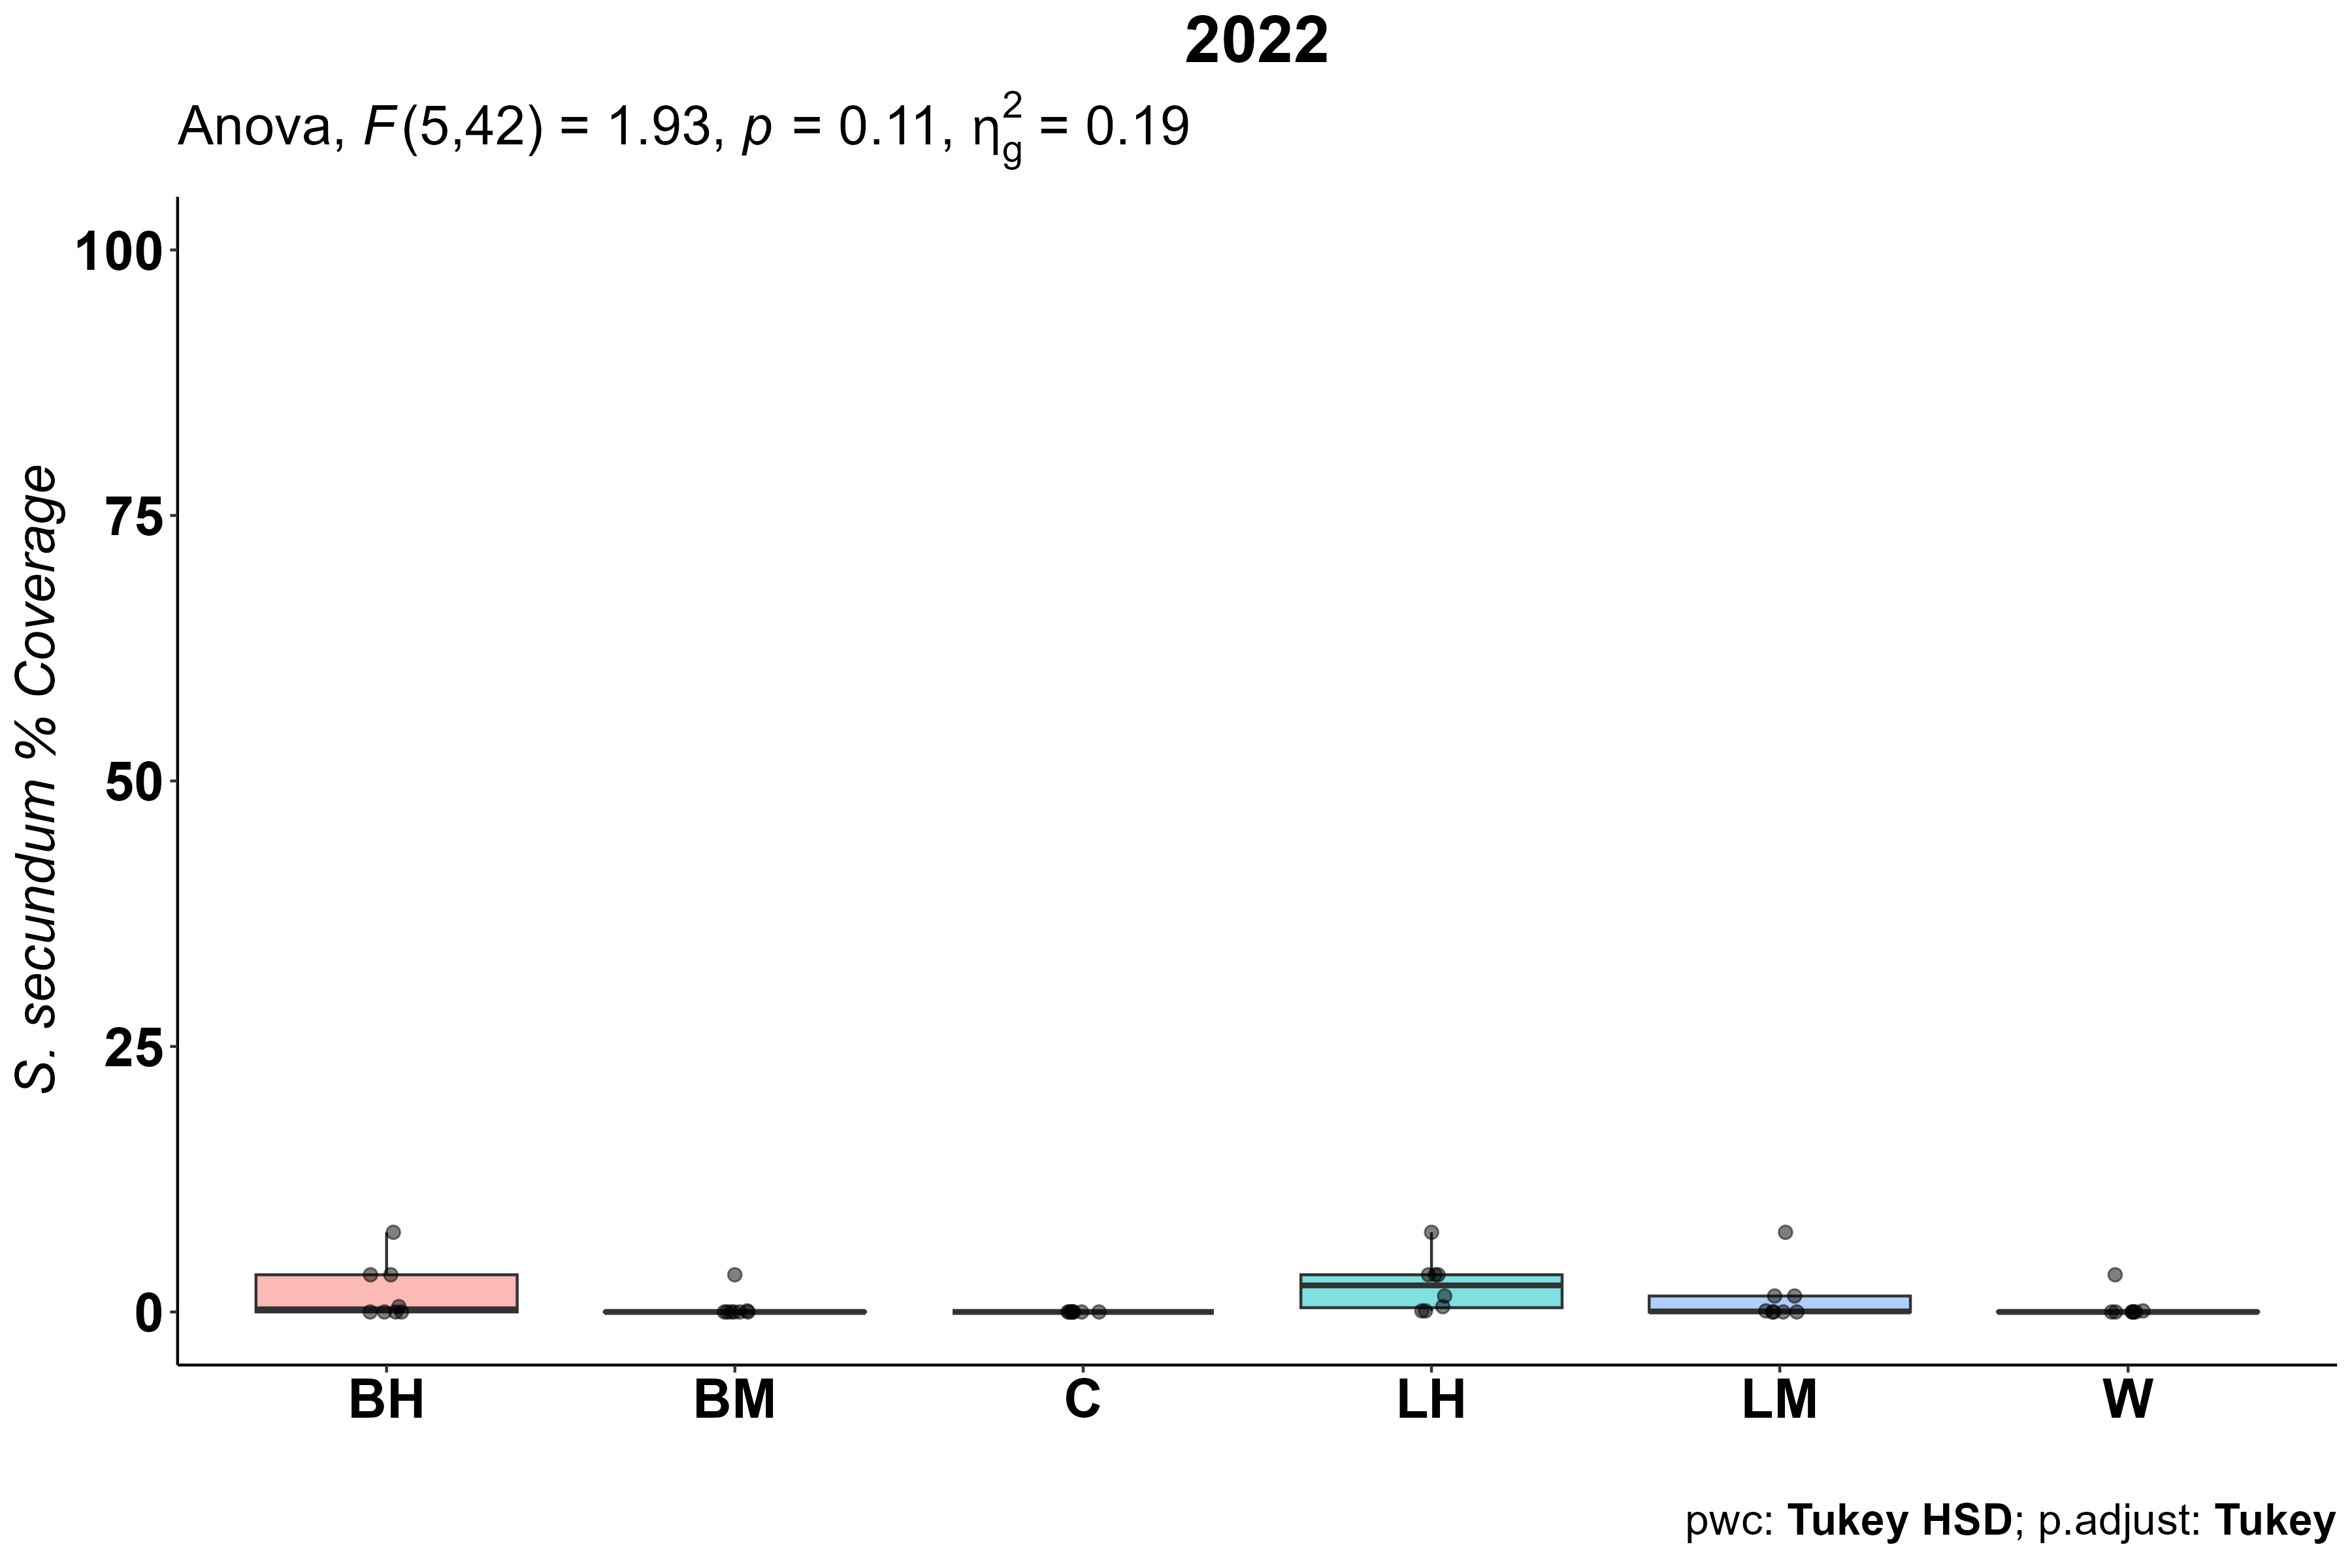 2022
Anova, F(5,42) = 1.93, p = 0.11, η²g = 0.19
S. secundum % Coverage
100
75
50
25
0
BH BM C LH LM W
pwc: Tukey HSD; p.adjust: Tukey